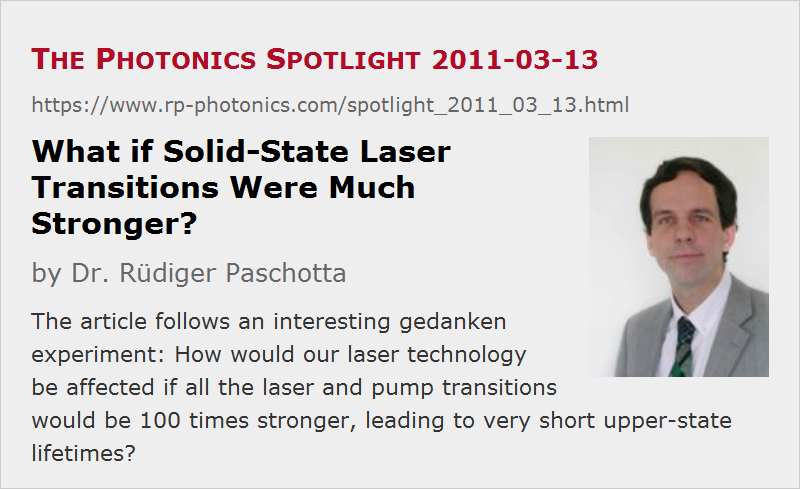 The Photonics Spotlight 2011-03-13
https://www.rp-photonics.com/spotlight_2011_03_13.html
What if Solid-State Laser
Transitions Were Much
Stronger?
by Dr. Rüdiger Paschotta
The article follows an interesting gedanken
experiment: How would our laser technology
be affected if all the laser and pump transitions
would be 100 times stronger, leading to very short upper-state
lifetimes?